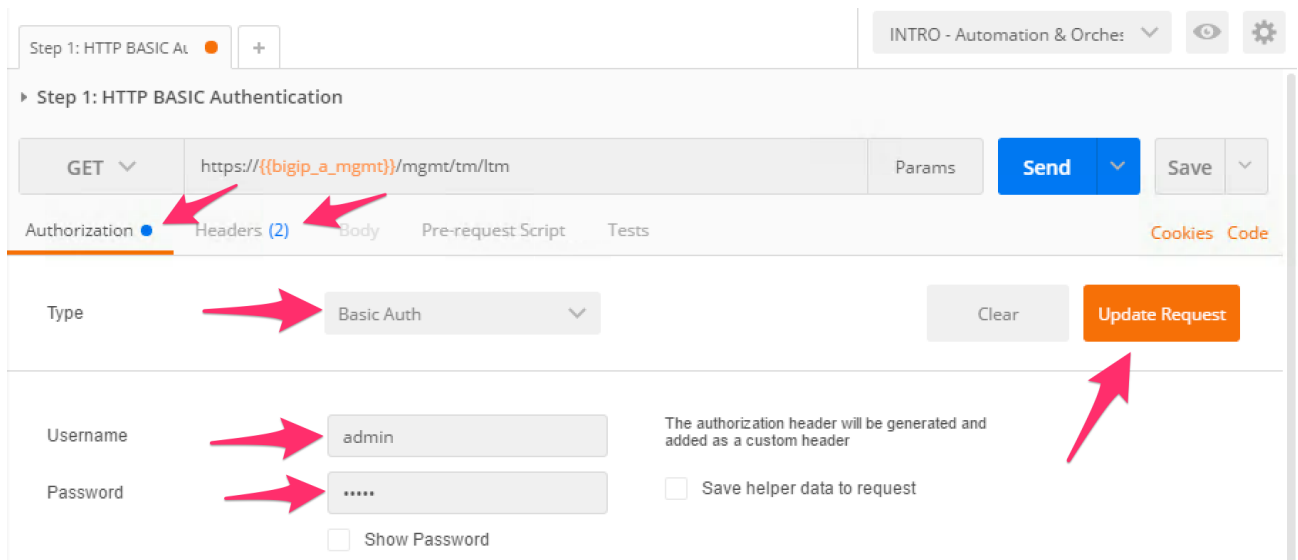 Step 1: HTTP BASIC Au
+
INTRO - Automation & Orches
Step 1: HTTP BASIC Authentication
GET
https://{{bigip_a_mgmt}}/mgmt/tm/ltm
Params
Send
Save
Authorization
Headers (2)
Body
Pre-request Script
Tests
Cookies
Code
Type
Basic Auth
Clear
Update Request
Username
admin
The authorization header will be generated and
added as a custom header
Password
•••••
Save helper data to request
Show Password